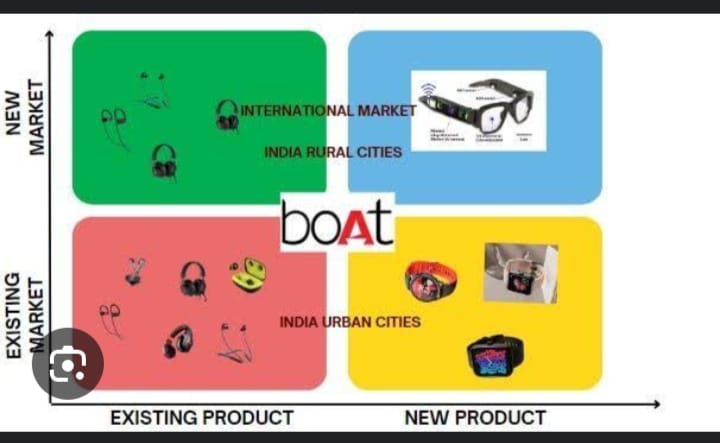 NEW
MARKET
INTERNATIONAL MARKET
INDIA RURAL CITIES
boAt
EXISTING
MARKET
INDIA URBAN CITIES
EXISTING PRODUCT
NEW PRODUCT